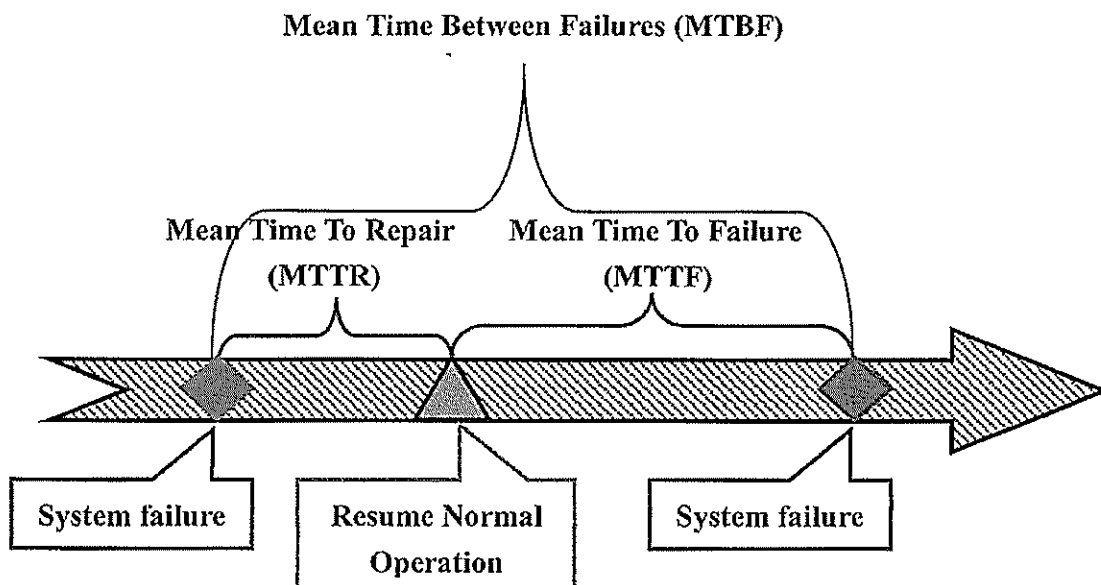 Mean Time Between Failures (MTBF)
Mean Time To Repair
(MTTR)
Mean Time To Failure
(MTTF)
System failure
Resume Normal
Operation
System failure